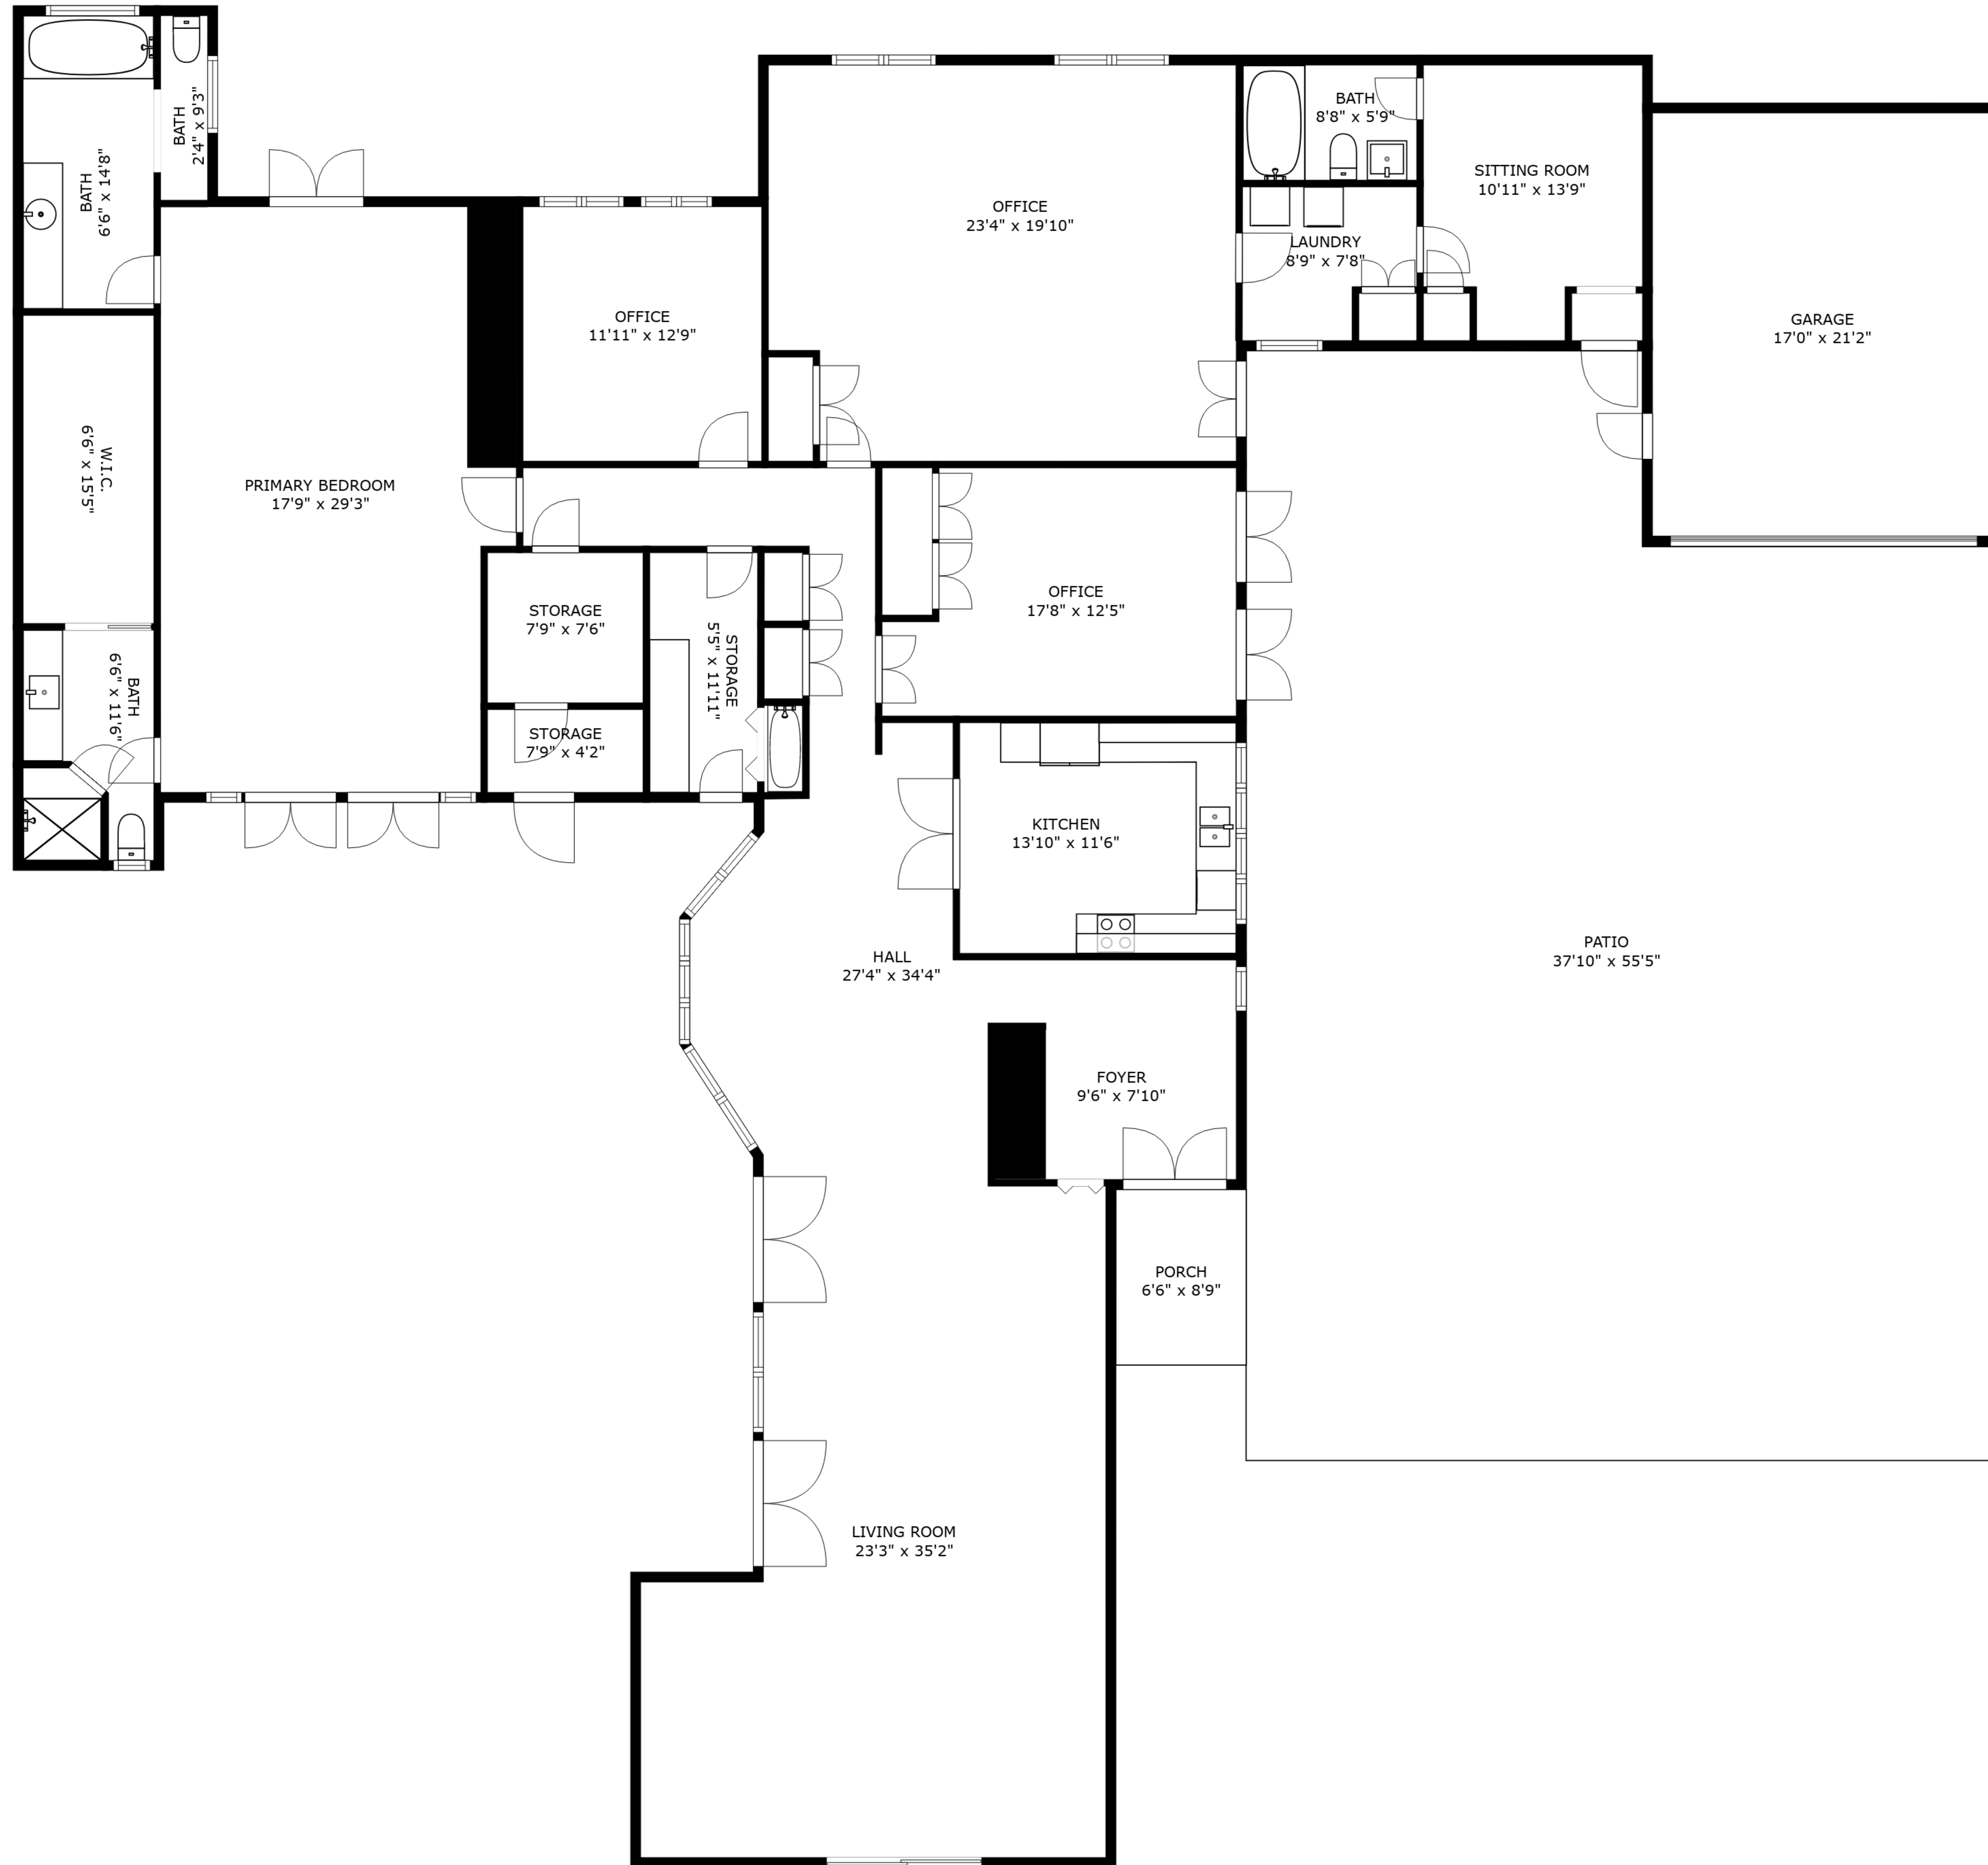 BATH
2'4" x 9'3"
BATH
6'6" x 14'8"
BATH
8'8" x 5'9"
SITTING ROOM
10'11" x 13'9"
OFFICE
23'4" x 19'10"
LAUNDRY
8'9" x 7'8"
OFFICE
11'11" x 12'9"
GARAGE
17'0" x 21'2"
W.I.C.
6'6" x 15'5"
PRIMARY BEDROOM
17'9" x 29'3"
STORAGE
7'9" x 7'6"
STORAGE
5'5" x 11'11"
OFFICE
17'8" x 12'5"
BATH
6'6" x 11'6"
STORAGE
7'9" x 4'2"
KITCHEN
13'10" x 11'6"
HALL
27'4" x 34'4"
PATIO
37'10" x 55'5"
FOYER
9'6" x 7'10"
PORCH
6'6" x 8'9"
LIVING ROOM
23'3" x 35'2"